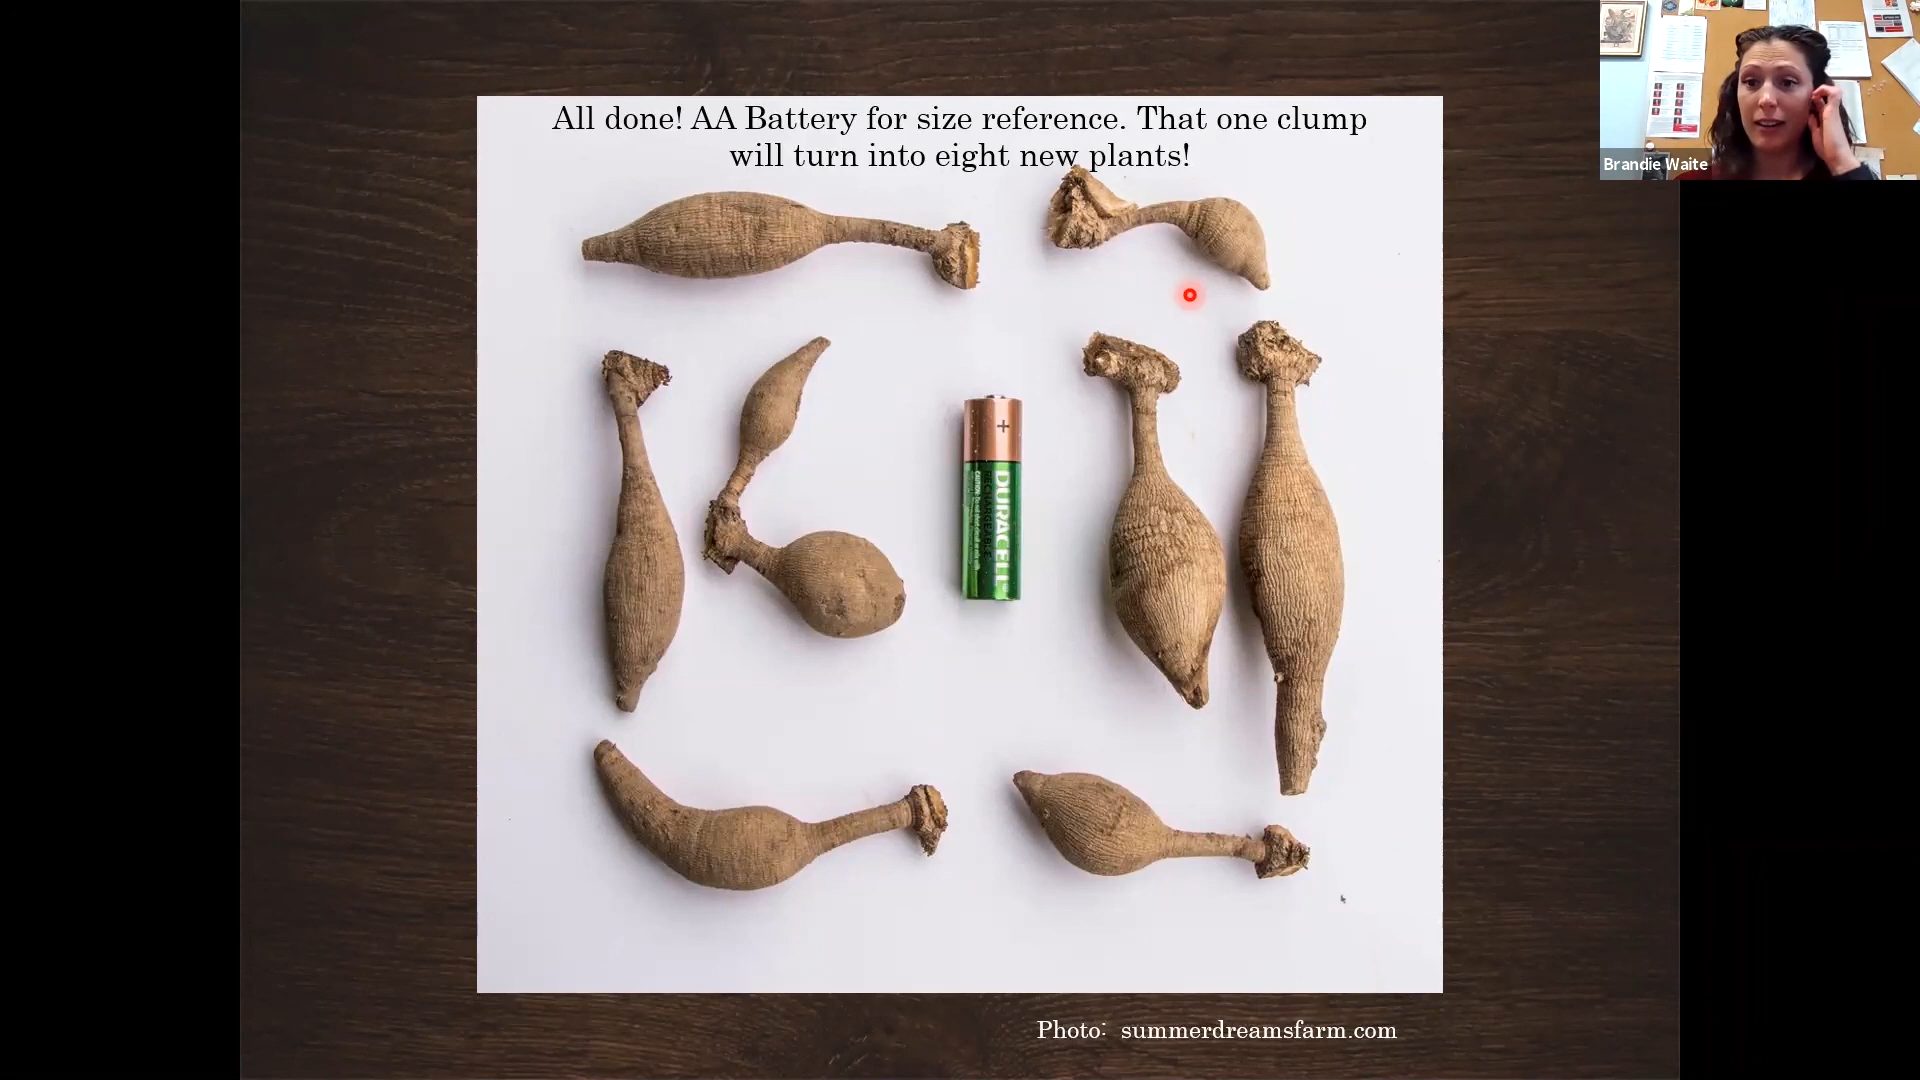 All done! AA Battery for size reference. That one clump
will turn into eight new plants!
Brandie Waite
+
DURACELL
RECHARGEABLE
Photo: summerdreamsfarm.com